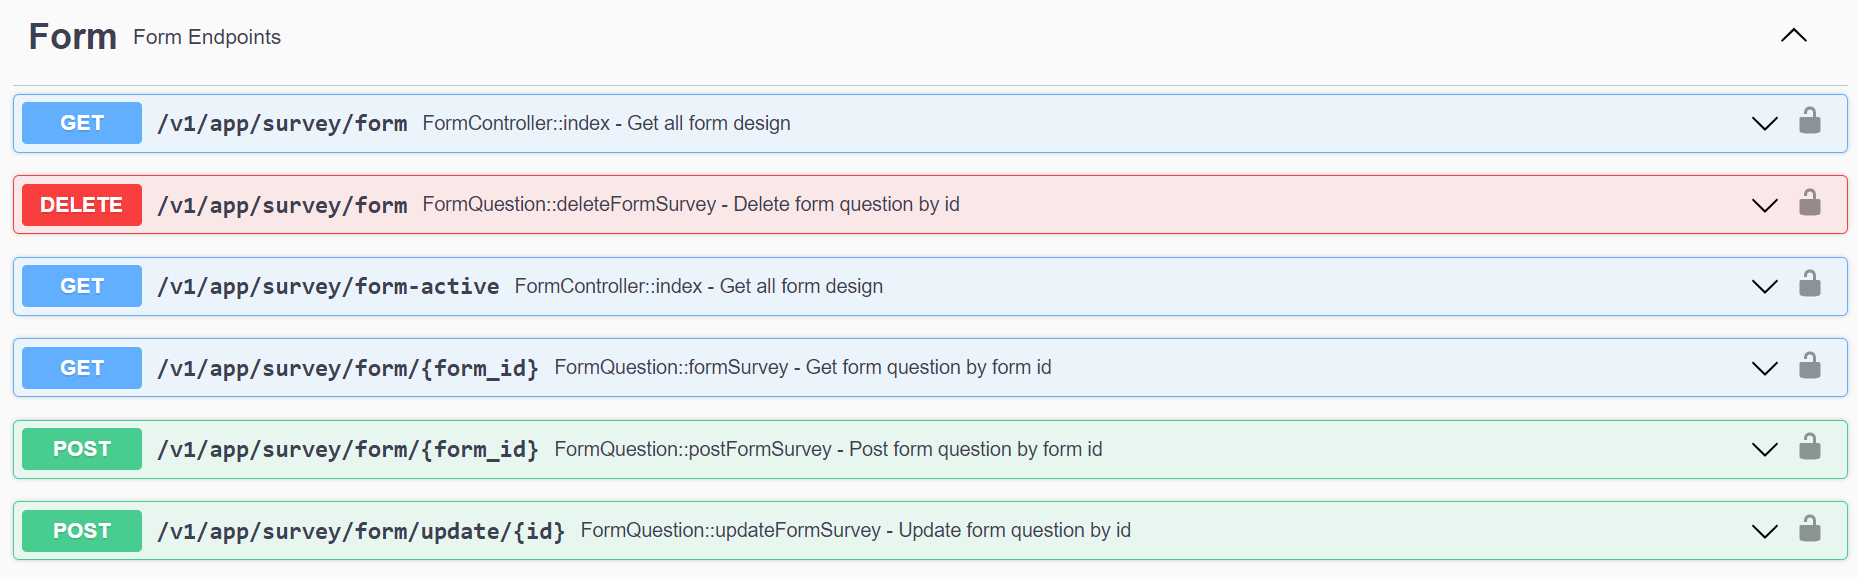 Form Form Endpoints
GET /v1/app/survey/form FormController::index - Get all form design
DELETE /v1/app/survey/form FormQuestion::deleteFormSurvey - Delete form question by id
GET /v1/app/survey/form-active FormController::index - Get all form design
GET /v1/app/survey/form/{form_id} FormQuestion::formSurvey - Get form question by form id
POST /v1/app/survey/form/{form_id} FormQuestion::postFormSurvey - Post form question by form id
POST /v1/app/survey/form/update/{id} FormQuestion::updateFormSurvey - Update form question by id